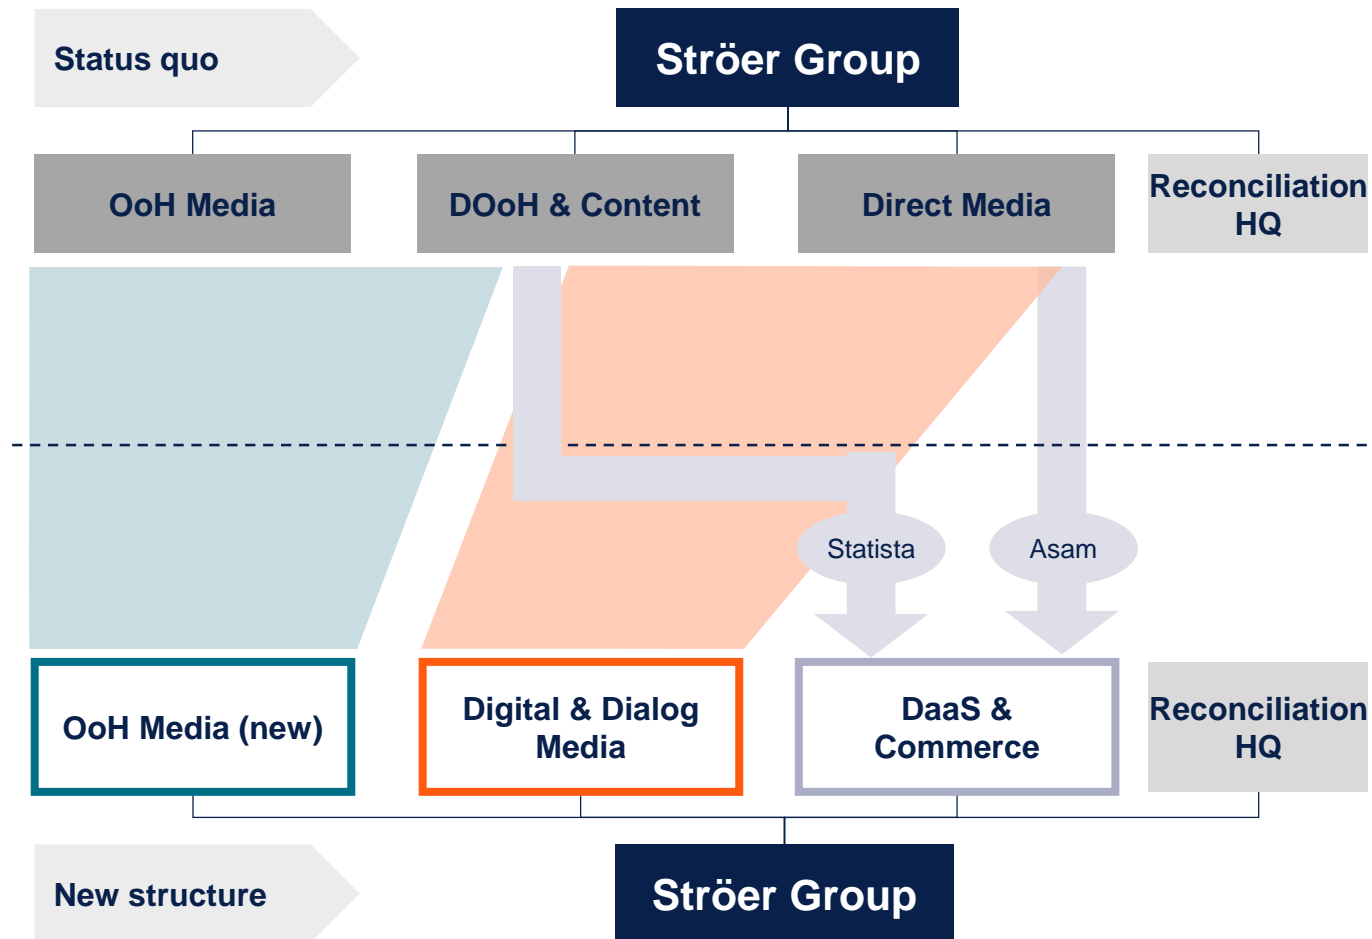 Status quo
Ströer Group
OoH Media
DOoH & Content
Direct Media
Reconciliation
HQ
Statista
Asam
OoH Media (new)
Digital & Dialog
Media
DaaS &
Commerce
Reconciliation
HQ
New structure
Ströer Group